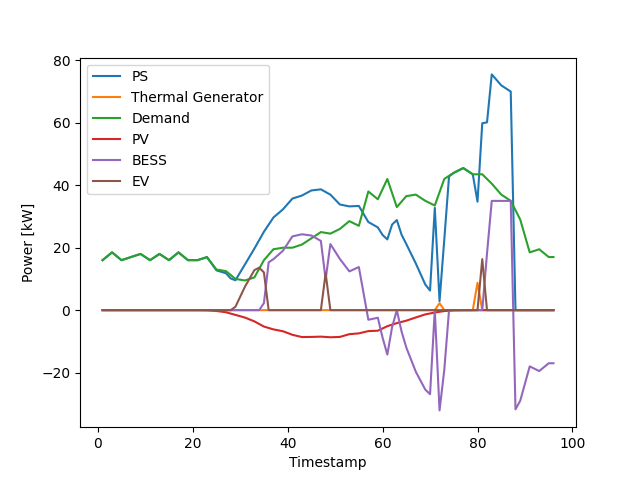 80
60
40
20
0
−20
Power [kW]
PS
Thermal Generator
Demand
PV
BESS
EV
0 20 40 60 80 100
Timestamp